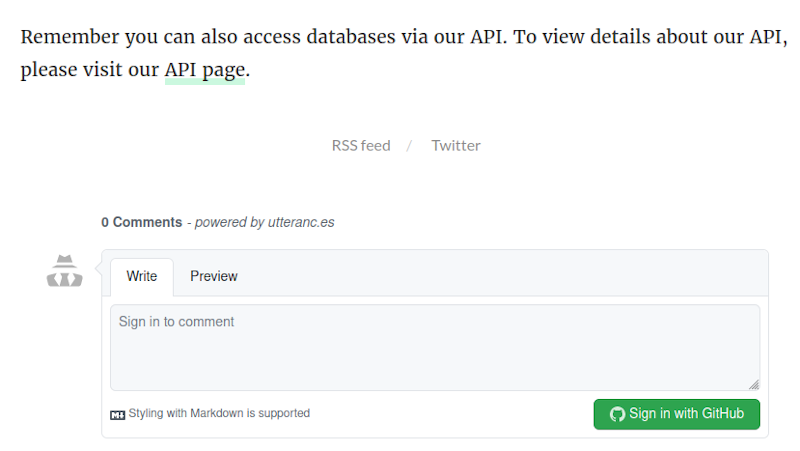 Remember you can also access databases via our API. To view details about our API,
please visit our API page.
RSS feed / Twitter
0 Comments - powered by utteranc.es
Write Preview
Sign in to comment
Styling with Markdown is supported
Sign in with GitHub